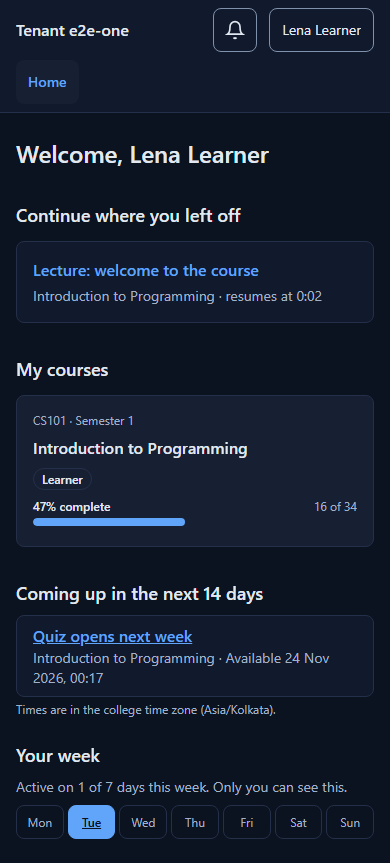 Tenant e2e-one
Lena Learner
Home
Welcome, Lena Learner
Continue where you left off
Lecture: welcome to the course
Introduction to Programming · resumes at 0:02
My courses
CS101 · Semester 1
Introduction to Programming
Learner
47% complete
16 of 34
Coming up in the next 14 days
Quiz opens next week
Introduction to Programming · Available 24 Nov
2026, 00:17
Times are in the college time zone (Asia/Kolkata).
Your week
Active on 1 of 7 days this week. Only you can see this.
Mon Tue Wed Thu Fri Sat Sun